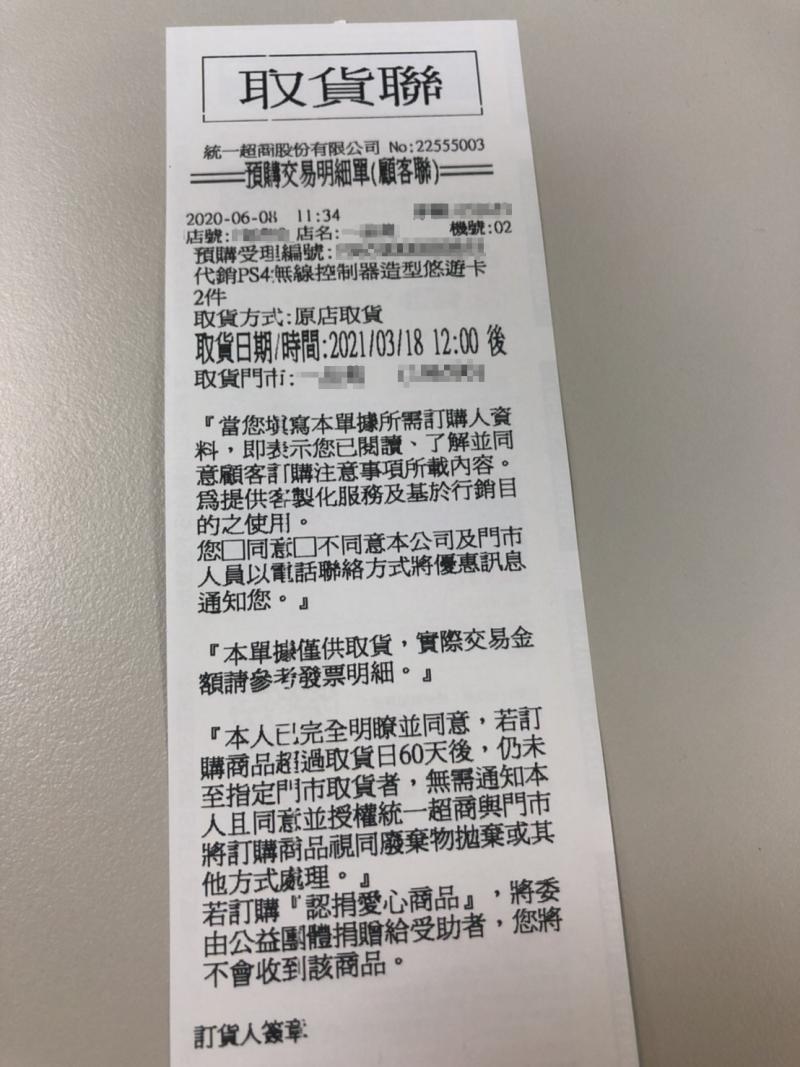 取貨聯
統一超商股份有限公司 No:22555003
預購交易明細單(顧客聯)
2020-06-08 11:34
店號: 店名:一 機號:02
預購受理編號:
代銷PS4無線控制器造型悠遊卡
2件
取貨方式:原店取貨
取貨日期/時間:2021/03/18 12:00 後
取貨門市:一
『當您填寫本單據所需訂購人資
料，即表示您已閱讀、了解並同
意顧客訂購注意事項所載內容。
為提供客製化服務及基於行銷目
的之使用。
您□同意□不同意本公司及門市
人員以電話聯絡方式將優惠訊息
通知您。』
『本單據僅供取貨，實際交易金
額請參考發票明細。』
『本人已完全明瞭並同意，若訂
購商品超過取貨日60天後，仍未
至指定門市取貨者，無需通知本
人且同意並授權統一超商與門市
將訂購商品視同廢棄物拋棄或其
他方式處理。』
若訂購『認捐愛心商品』，將委
由公益團體捐贈給受助者，您將
不會收到該商品。
訂貨人簽章